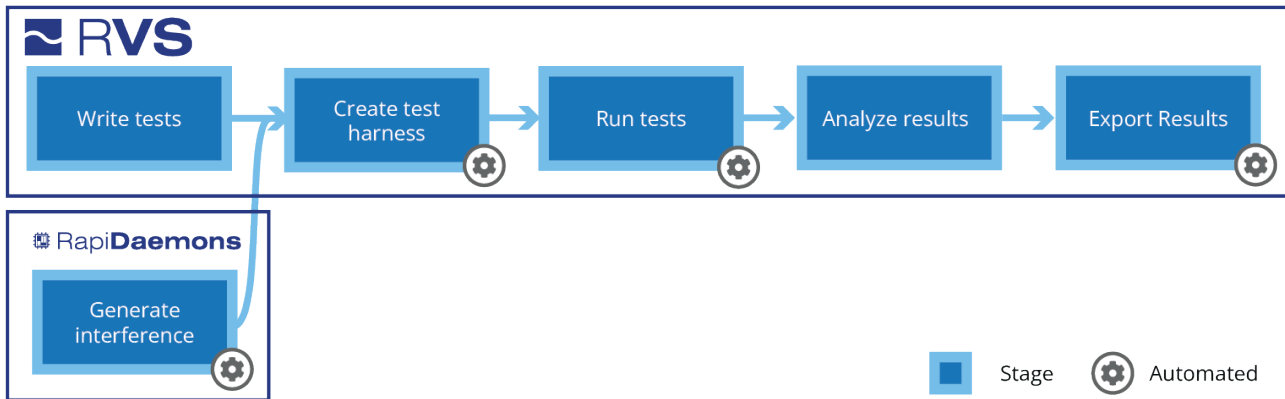 RVS
Write tests
Create test
harness
Run tests
Analyze results
Export Results
RapiDaemons
Generate
interference
Stage
Automated